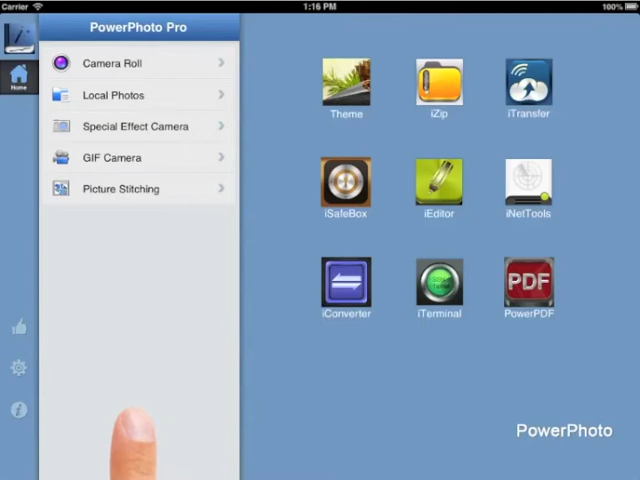 Carrier 1:16 PM 100%
PowerPhoto Pro
Home
Camera Roll
Local Photos
Special Effect Camera
GIF Camera
Picture Stitching
Theme iZip iTransfer
iSafeBox iEditor iNetTools
PDF
iConverter iTerminal PowerPDF
PowerPhoto